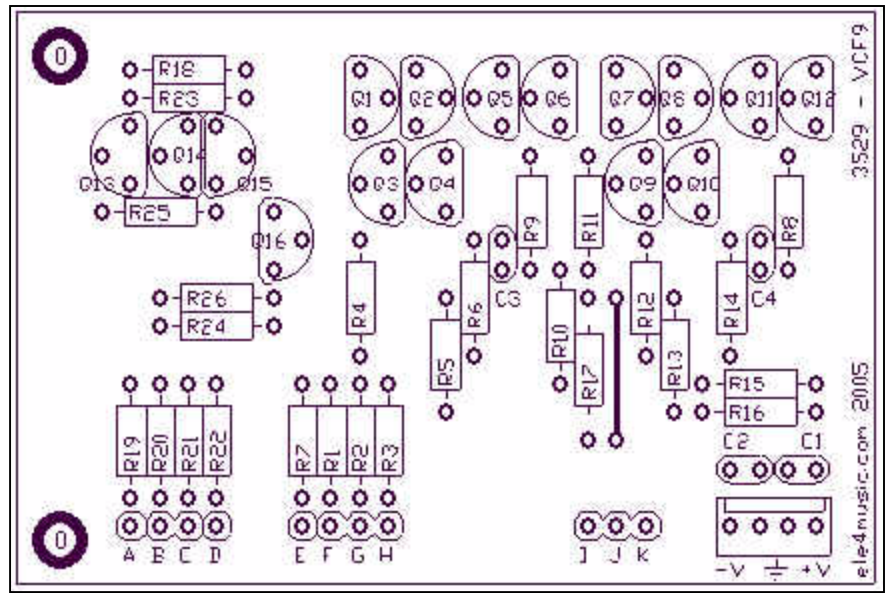 0
R18
R23
Q1 Q2 Q5 Q6 Q7 Q8 Q11 Q12
Q13 Q14 Q15
Q3 Q4 Q9 Q10
R25
Q16
R9 R11 R8
R26
R24
R4
R6
C3
R12
R14
C4
R5
R10
R17
R13
R15
R16
R19 R20 R21 R22
R7 R1 R2 R3
C2 C1
0
A B C D
E F G H
I J K
-V +V
3529 - VCF9
ele4music.com 2005